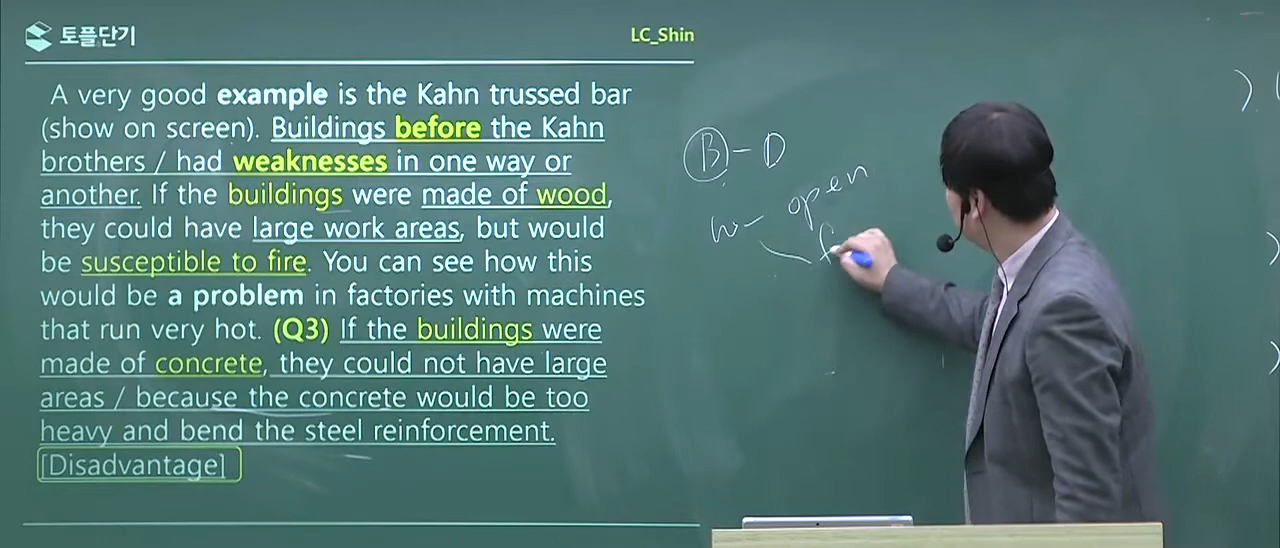 토플단기
LC_Shin
A very good example is the Kahn trussed bar
(show on screen). Buildings before the Kahn
brothers / had weaknesses in one way or
another. If the buildings were made of wood,
they could have large work areas, but would
be susceptible to fire. You can see how this
would be a problem in factories with machines
that run very hot. (Q3) If the buildings were
made of concrete, they could not have large
areas / because the concrete would be too
heavy and bend the steel reinforcement.
[Disadvantage]
B - D
w - open
f